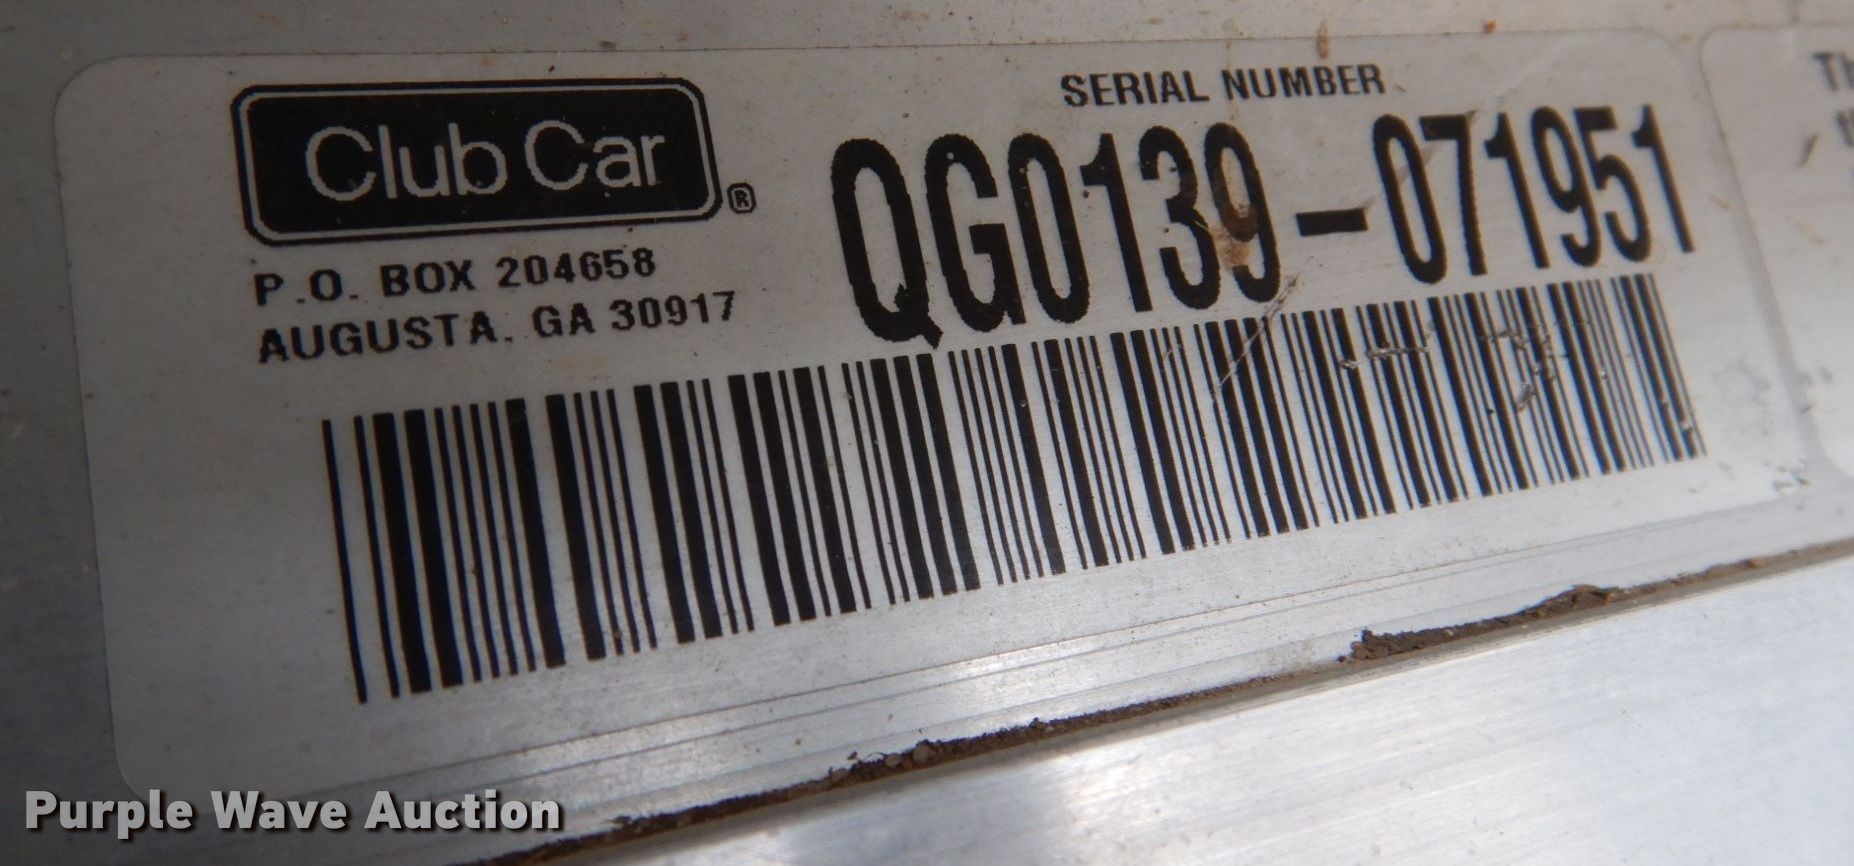 Club Car®
P.O. BOX 204658
AUGUSTA, GA 30917
SERIAL NUMBER
QG0139-071951
Purple Wave Auction